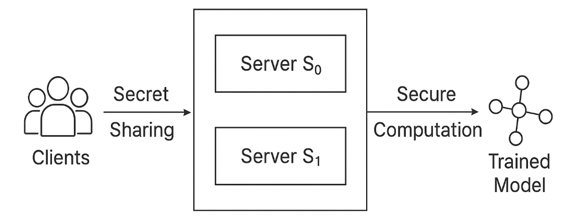 Clients
Secret
Sharing
Server S₀
Server S₁
Secure
Computation
Trained
Model